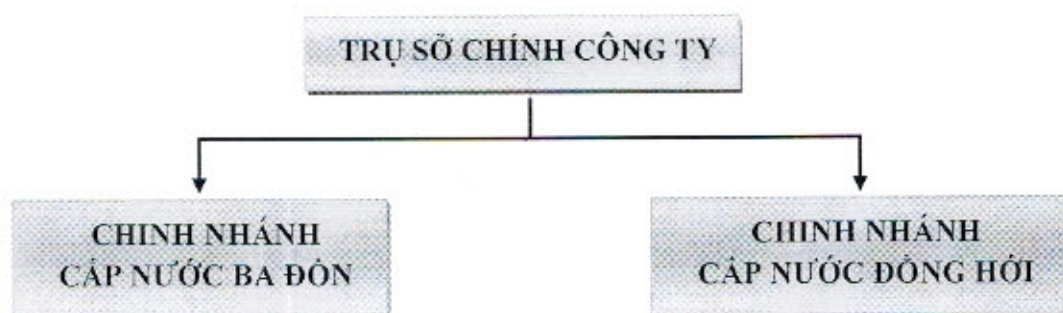 TRỤ SỞ CHÍNH CÔNG TY
CHINH NHÁNH
CẤP NƯỚC BA ĐỒN
CHINH NHÁNH
CẤP NƯỚC ĐỒNG HỚI